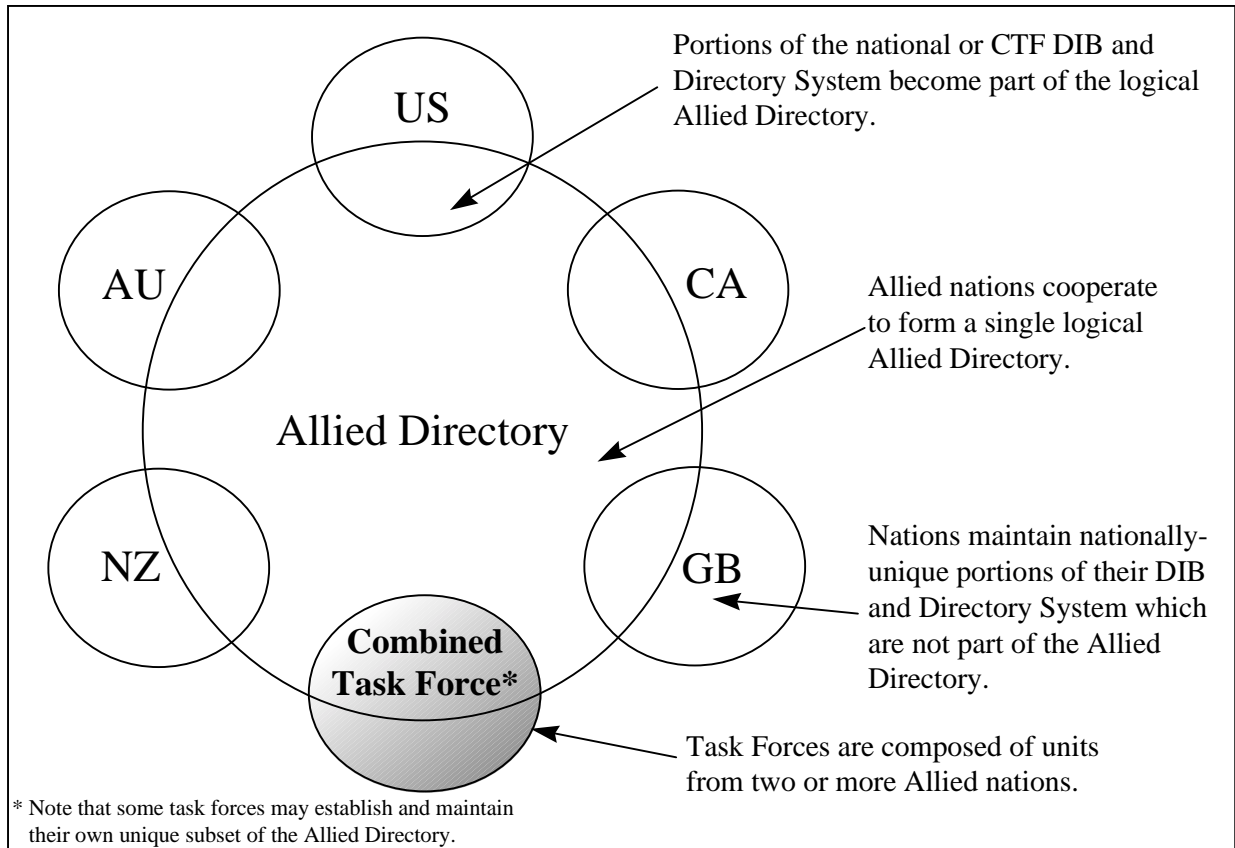 Portions of the national or CTF DIB and
Directory System become part of the logical
Allied Directory.
US
AU
CA
Allied nations cooperate
to form a single logical
Allied Directory.
Allied Directory
NZ
GB
Nations maintain nationally-
unique portions of their DIB
and Directory System which
are not part of the Allied
Directory.
Combined
Task Force*
Task Forces are composed of units
from two or more Allied nations.
* Note that some task forces may establish and maintain
their own unique subset of the Allied Directory.